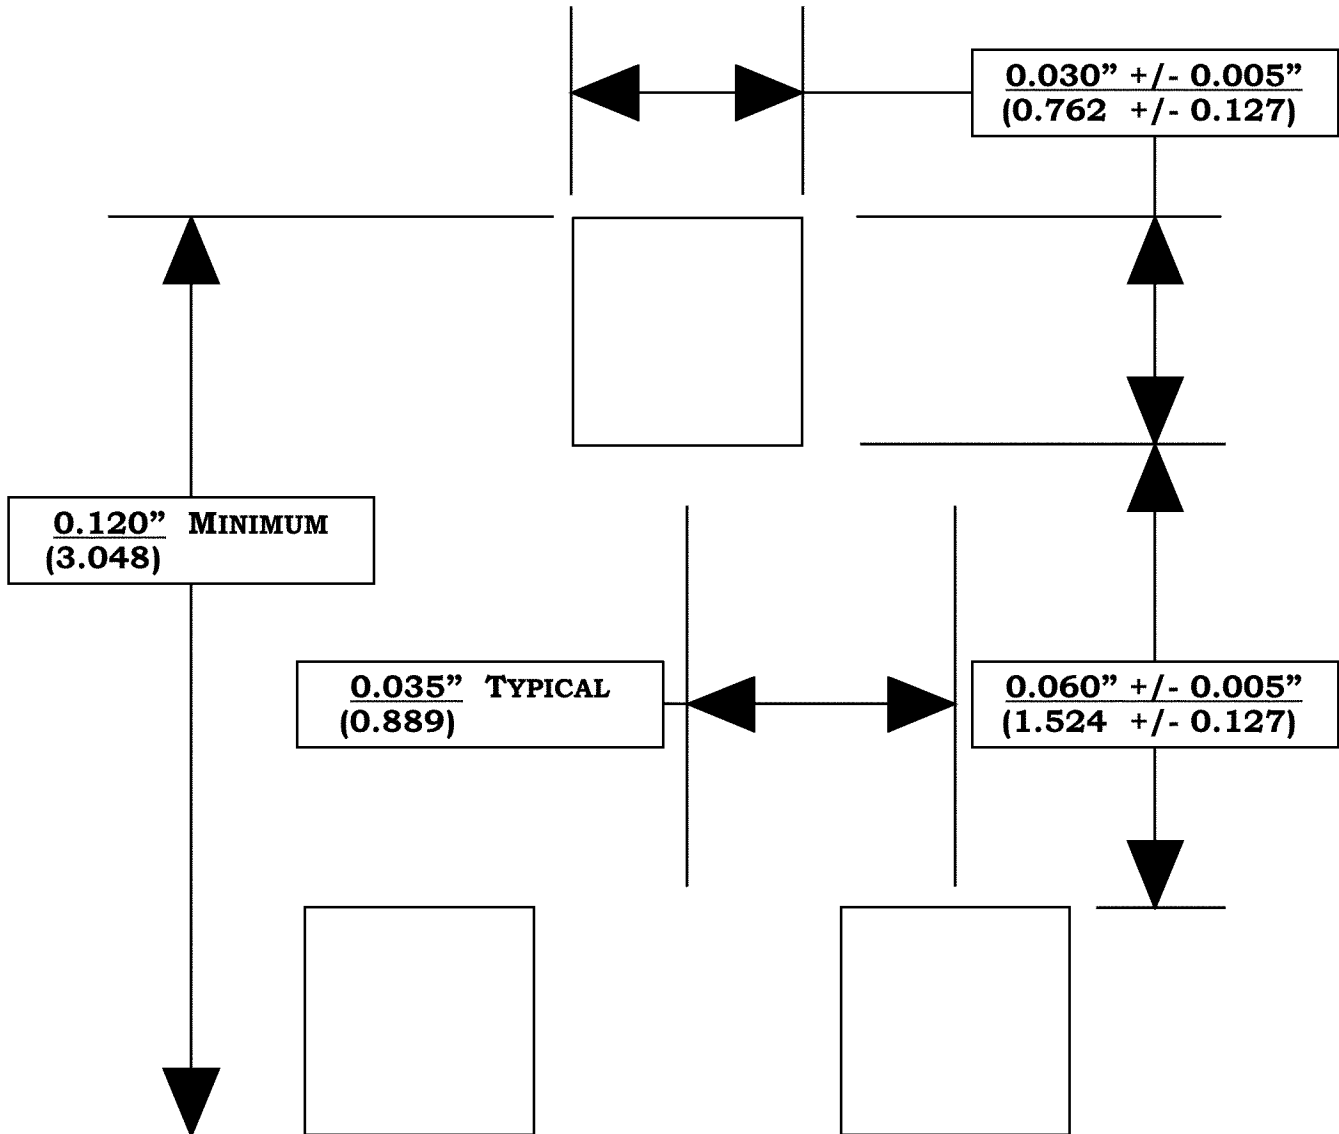 0.030” +/- 0.005”
(0.762 +/- 0.127)
0.120” MINIMUM
(3.048)
0.035” TYPICAL
(0.889)
0.060” +/- 0.005”
(1.524 +/- 0.127)